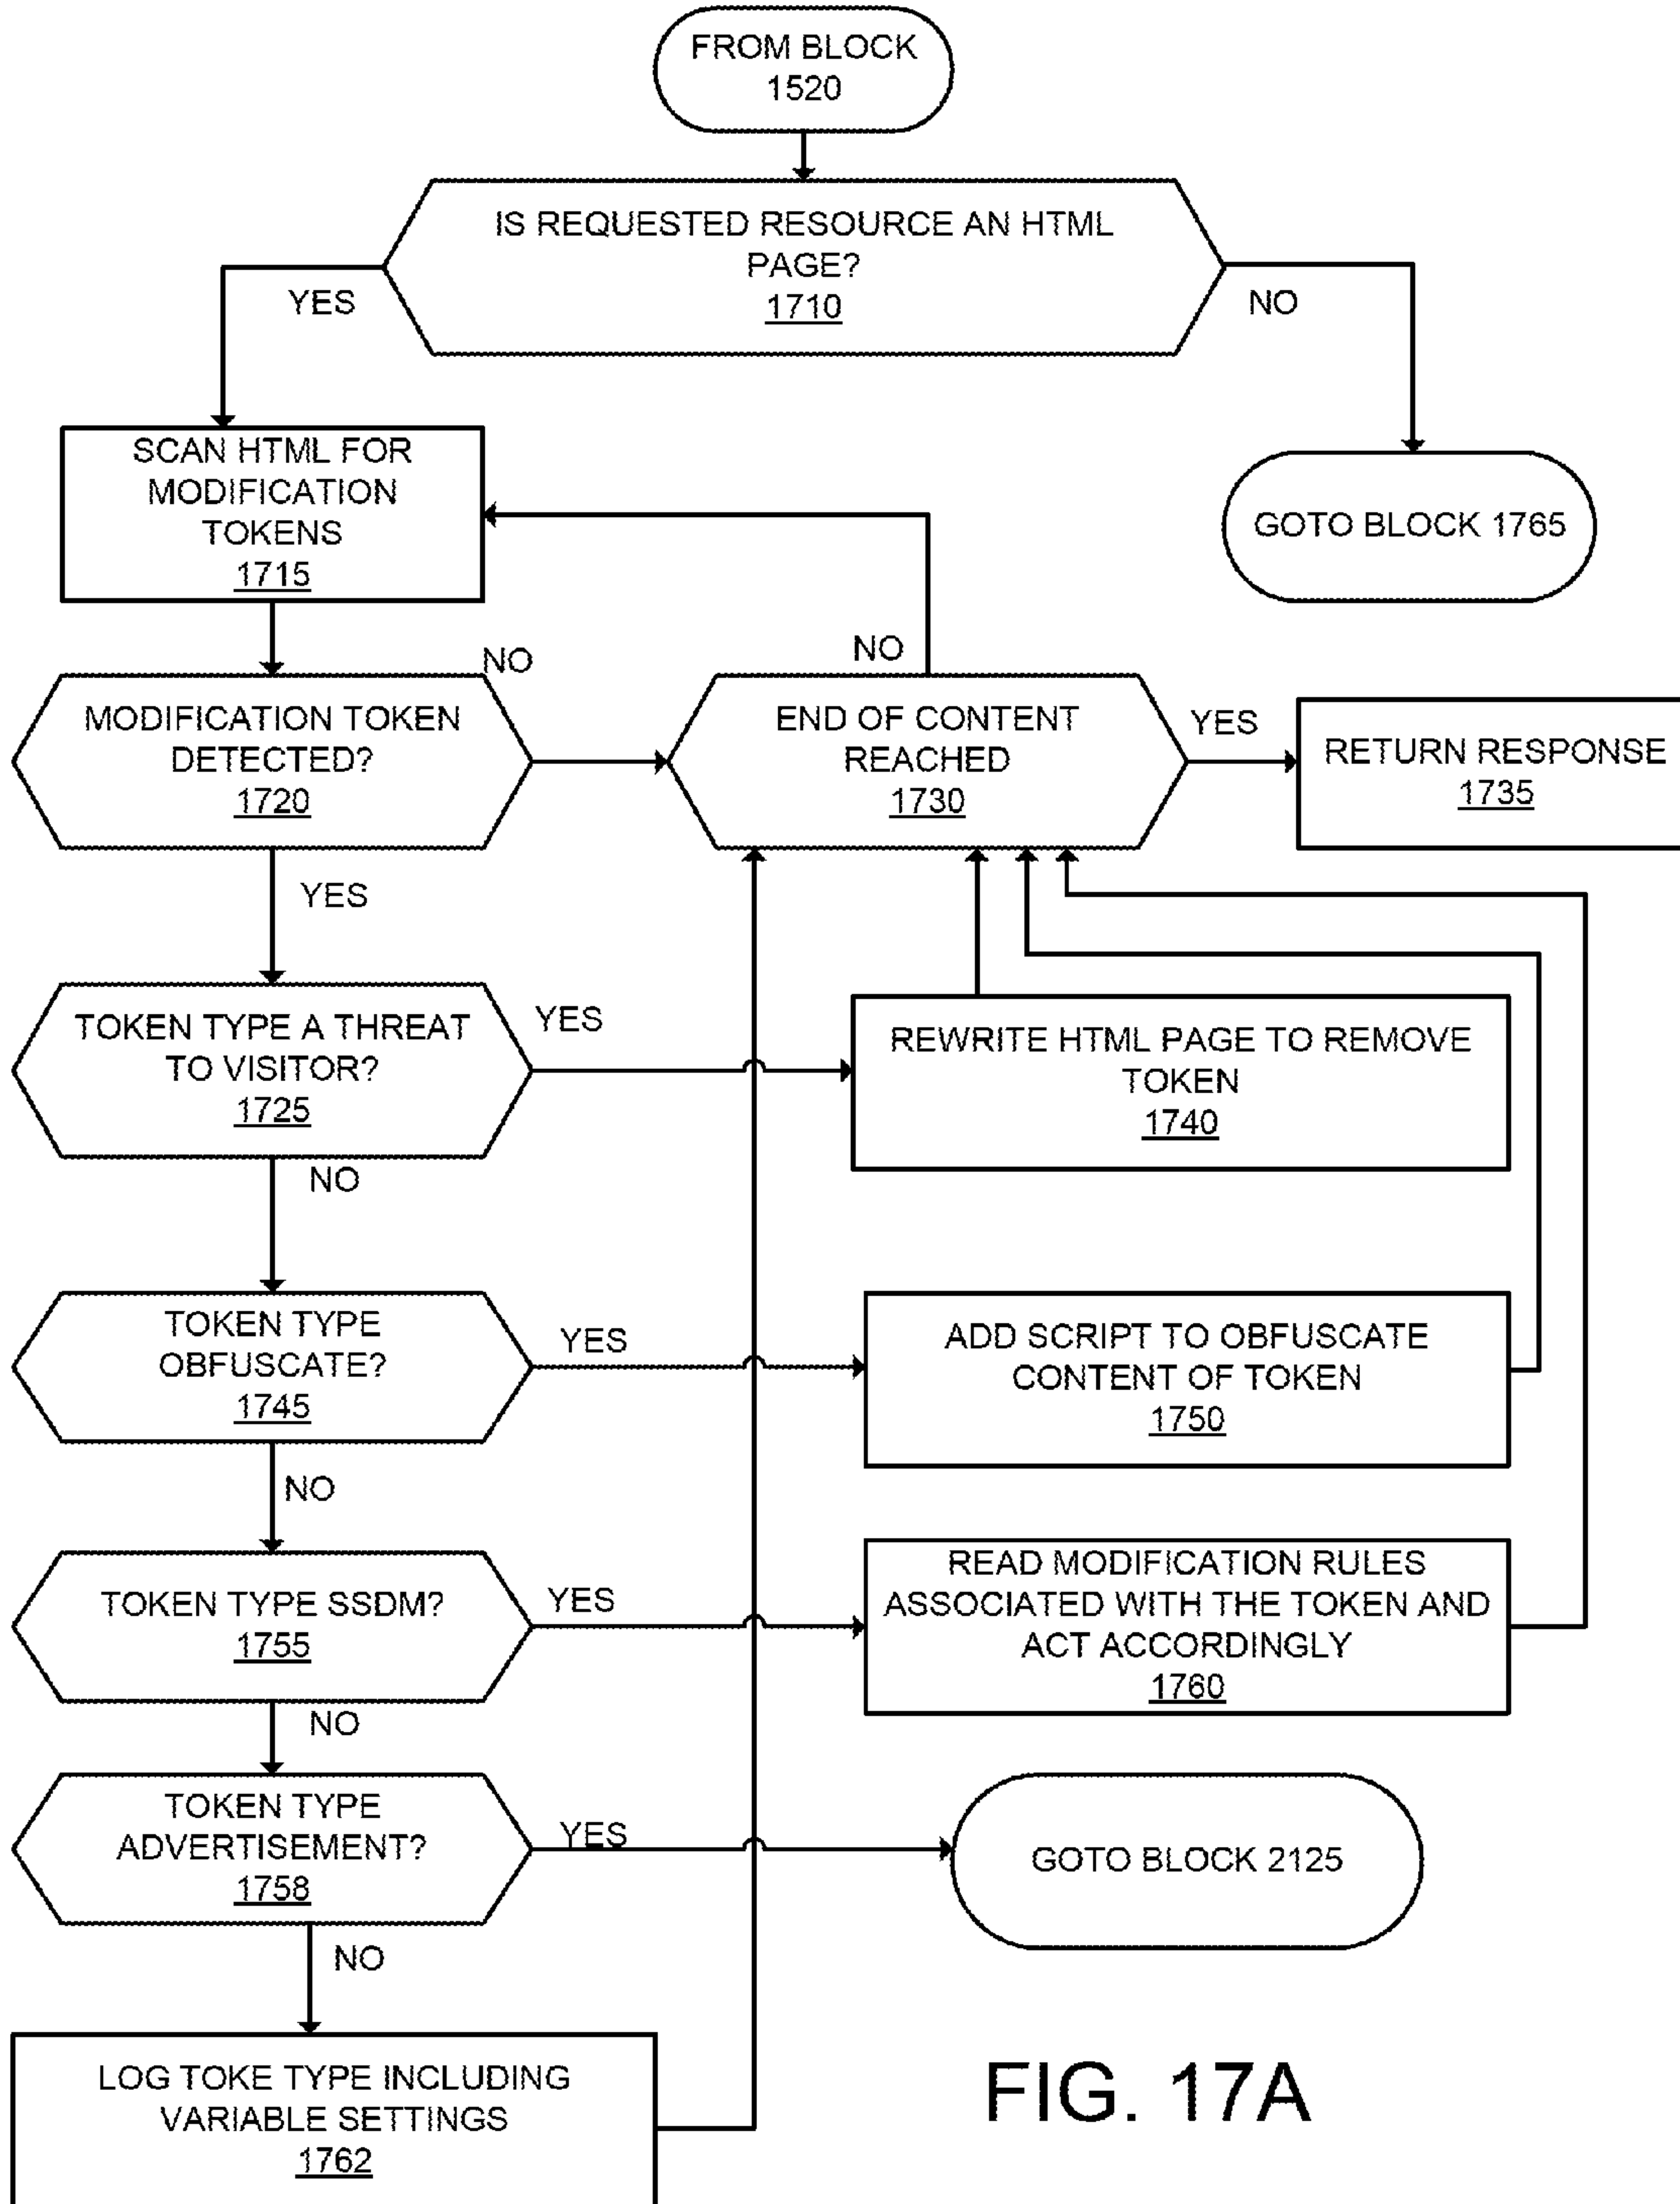 FROM BLOCK
1520
IS REQUESTED RESOURCE AN HTML
PAGE?
1710
YES
NO
SCAN HTML FOR
MODIFICATION
TOKENS
1715
GOTO BLOCK 1765
NO
NO
MODIFICATION TOKEN
DETECTED?
1720
END OF CONTENT
REACHED
1730
YES
RETURN RESPONSE
1735
YES
TOKEN TYPE A THREAT
TO VISITOR?
1725
YES
REWRITE HTML PAGE TO REMOVE
TOKEN
1740
NO
TOKEN TYPE
OBFUSCATE?
1745
YES
ADD SCRIPT TO OBFUSCATE
CONTENT OF TOKEN
1750
NO
TOKEN TYPE SSDM?
1755
YES
READ MODIFICATION RULES
ASSOCIATED WITH THE TOKEN AND
ACT ACCORDINGLY
1760
NO
TOKEN TYPE
ADVERTISEMENT?
1758
YES
GOTO BLOCK 2125
NO
LOG TOKE TYPE INCLUDING
VARIABLE SETTINGS
1762
FIG. 17A